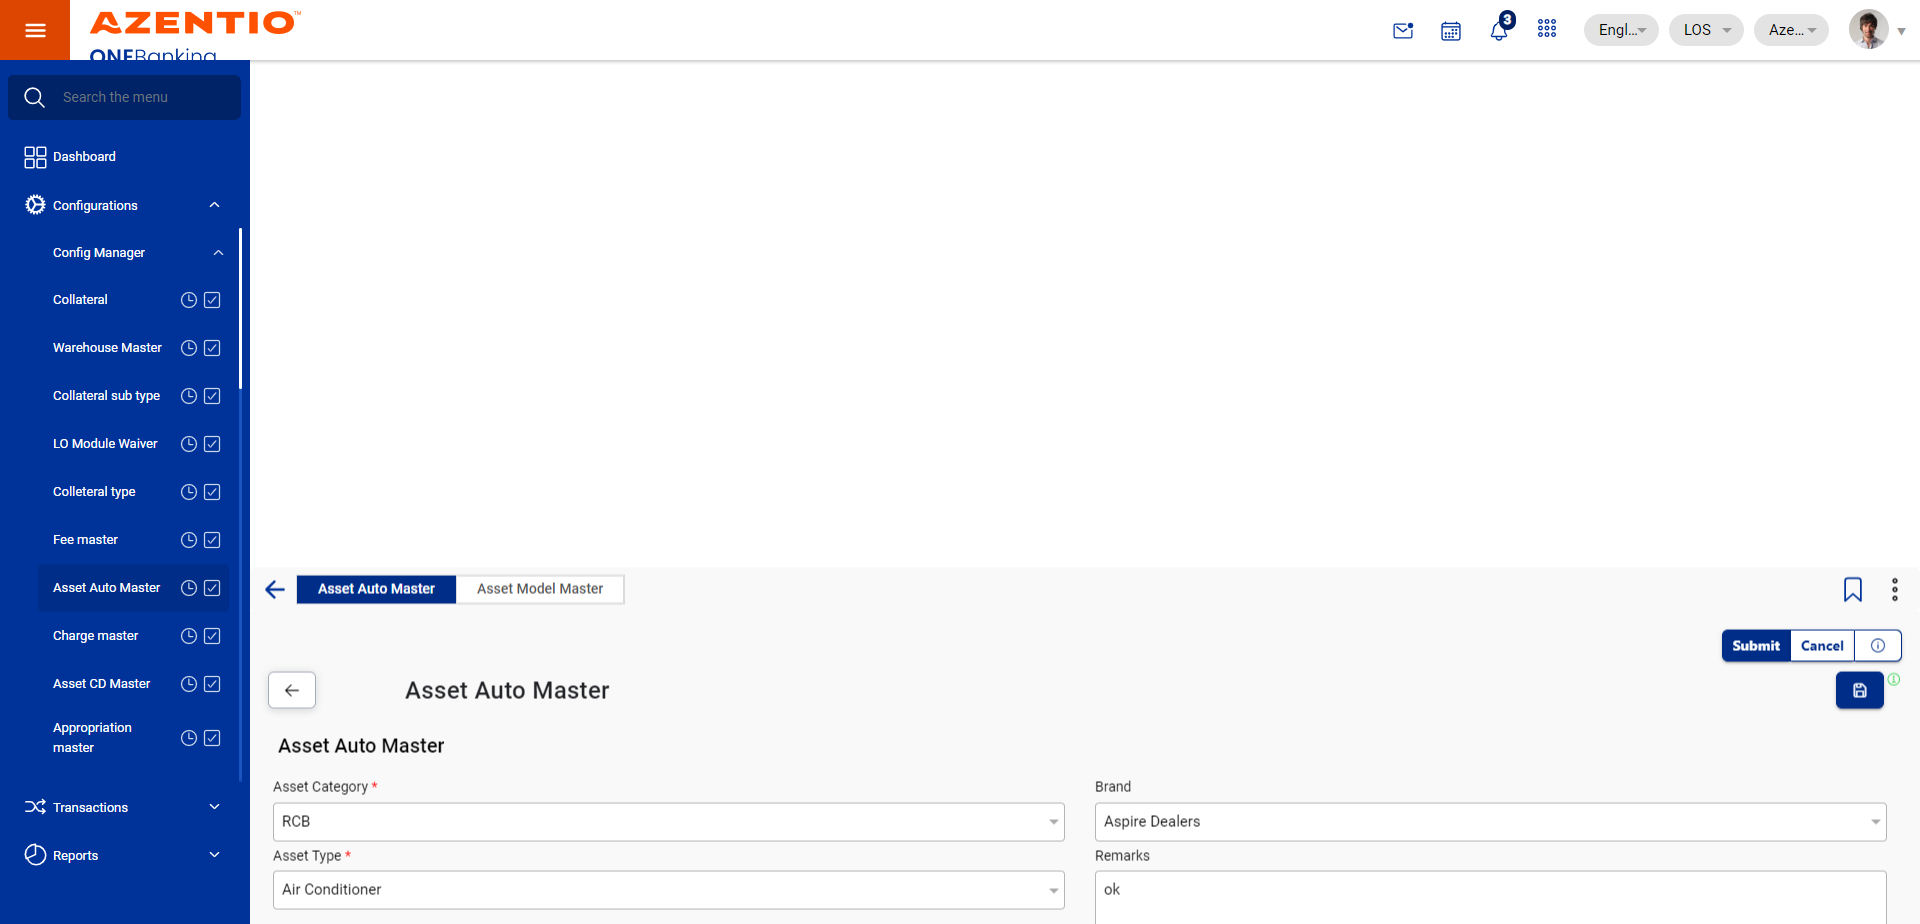 AZENTIO™
ONEBanking
3
Engl...
LOS
Aze...
Search the menu
Dashboard
Configurations
Config Manager
Collateral
Warehouse Master
Collateral sub type
LO Module Waiver
Colleteral type
Fee master
Asset Auto Master
Charge master
Asset CD Master
Appropriation
master
Transactions
Reports
Asset Auto Master
Asset Model Master
Submit
Cancel
Asset Auto Master
Asset Auto Master
Asset Category *
RCB
Brand
Aspire Dealers
Asset Type *
Air Conditioner
Remarks
ok